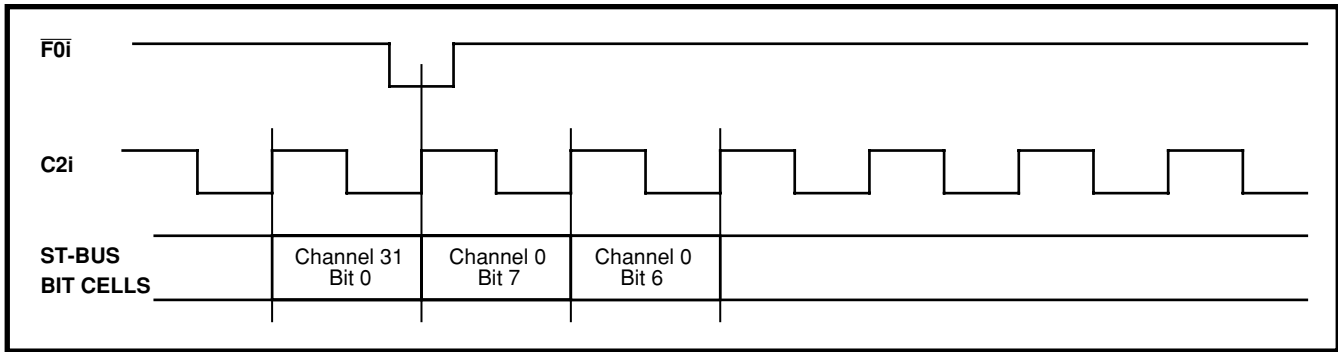 F0i
C2i
ST-BUS
BIT CELLS
Channel 31
Bit 0
Channel 0
Bit 7
Channel 0
Bit 6